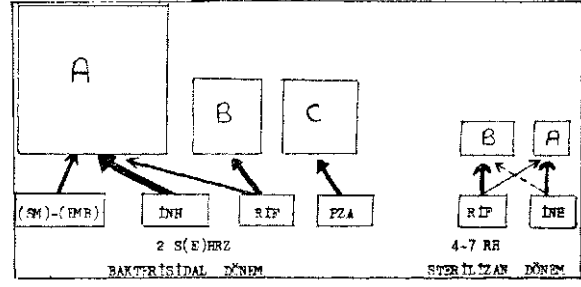 A
B
C
B
A
(SM)-(EMB)
İNH
RİF
PZA
RİF
İNH
2 S(E)HRZ
4-7 RH
BAKTERİSİDAL DÖNEM
STERİLİZAN DÖNEM